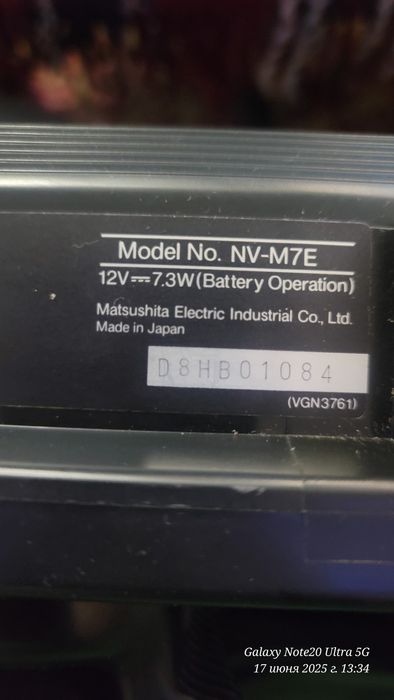 Model No. NV-M7E
12V⎓7.3W(Battery Operation)
Matsushita Electric Industrial Co., Ltd.
Made in Japan
D8HB01084
(VGN3761)
Galaxy Note20 Ultra 5G
17 июня 2025 г. 13:34